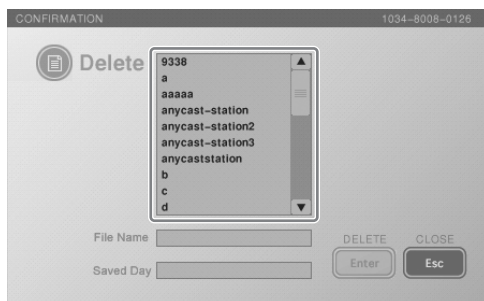 CONFIRMATION 1034–8008–0126
Delete
9338
a
aaaaa
anycast–station
anycast–station2
anycast–station3
anycaststation
b
c
d
File Name
Saved Day
DELETE CLOSE
Enter Esc